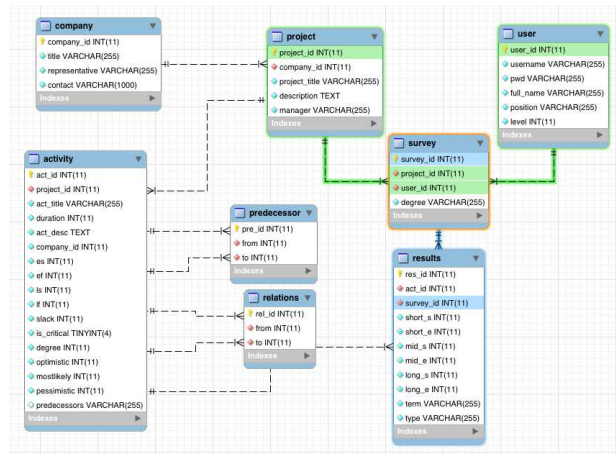 company
company_id INT(11)
title VARCHAR(255)
representative VARCHAR(255)
contact VARCHAR(1000)
Indexes
project
project_id INT(11)
company_id INT(11)
project_title VARCHAR(255)
description TEXT
manager VARCHAR(255)
Indexes
user
user_id INT(11)
username VARCHAR(255)
pwd VARCHAR(255)
full_name VARCHAR(255)
position VARCHAR(255)
level INT(11)
Indexes
survey
survey_id INT(11)
project_id INT(11)
user_id INT(11)
degree VARCHAR(255)
Indexes
activity
act_id INT(11)
project_id INT(11)
act_title VARCHAR(255)
duration INT(11)
act_desc TEXT
company_id INT(11)
es INT(11)
ef INT(11)
ls INT(11)
lf INT(11)
slack INT(11)
is_critical TINYINT(4)
degree INT(11)
optimistic INT(11)
mostlikely INT(11)
pessimistic INT(11)
predecessors VARCHAR(255)
Indexes
predecessor
pre_id INT(11)
from INT(11)
to INT(11)
Indexes
relations
rel_id INT(11)
from INT(11)
to INT(11)
Indexes
results
res_id INT(11)
act_id INT(11)
survey_id INT(11)
short_s INT(11)
short_e INT(11)
mid_s INT(11)
mid_e INT(11)
long_s INT(11)
long_e INT(11)
term VARCHAR(255)
type VARCHAR(255)
Indexes